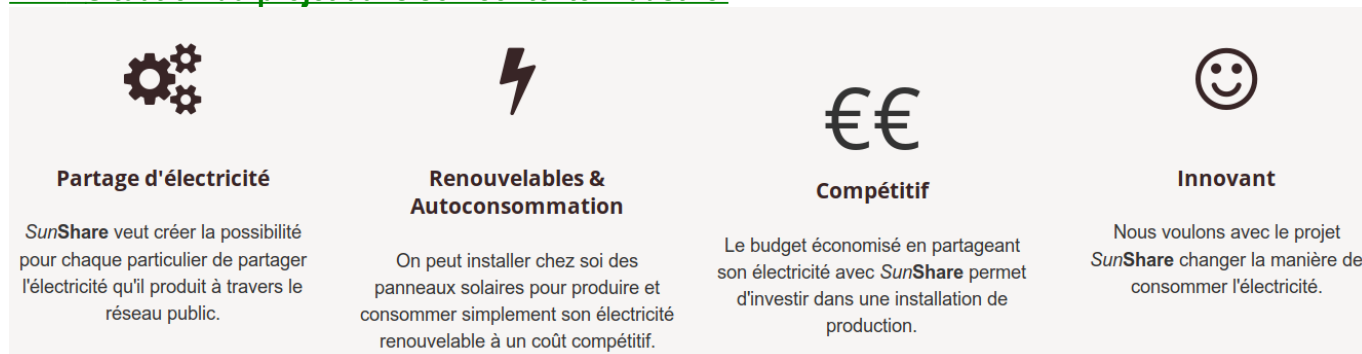 Partage d'électricité
SunShare veut créer la possibilité
pour chaque particulier de partager
l'électricité qu'il produit à travers le
réseau public.
Renouvelables &
Autoconsommation
On peut installer chez soi des
panneaux solaires pour produire et
consommer simplement son électricité
renouvelable à un coût compétitif.
€€
Compétitif
Le budget économisé en partageant
son électricité avec SunShare permet
d'investir dans une installation de
production.
Innovant
Nous voulons avec le projet
SunShare changer la manière de
consommer l'électricité.